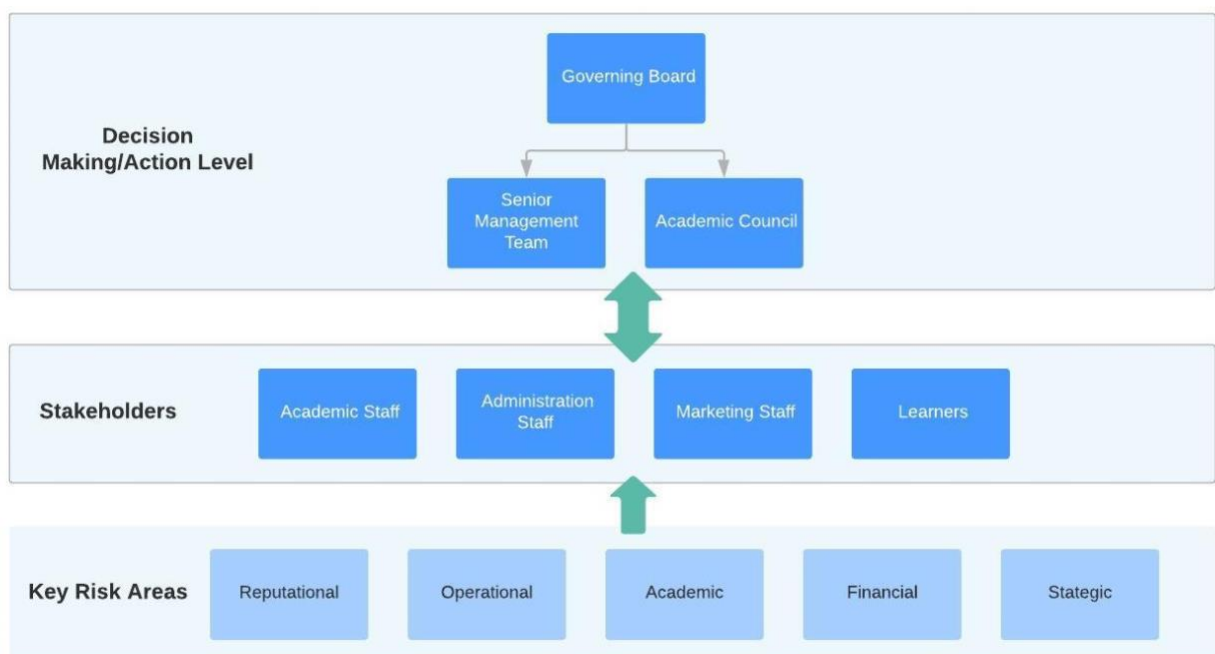 Governing Board
Decision
Making/Action Level
Senior
Management
Team
Academic Council
Stakeholders
Academic Staff
Administration
Staff
Marketing Staff
Learners
Key Risk Areas
Reputational
Operational
Academic
Financial
Stategic